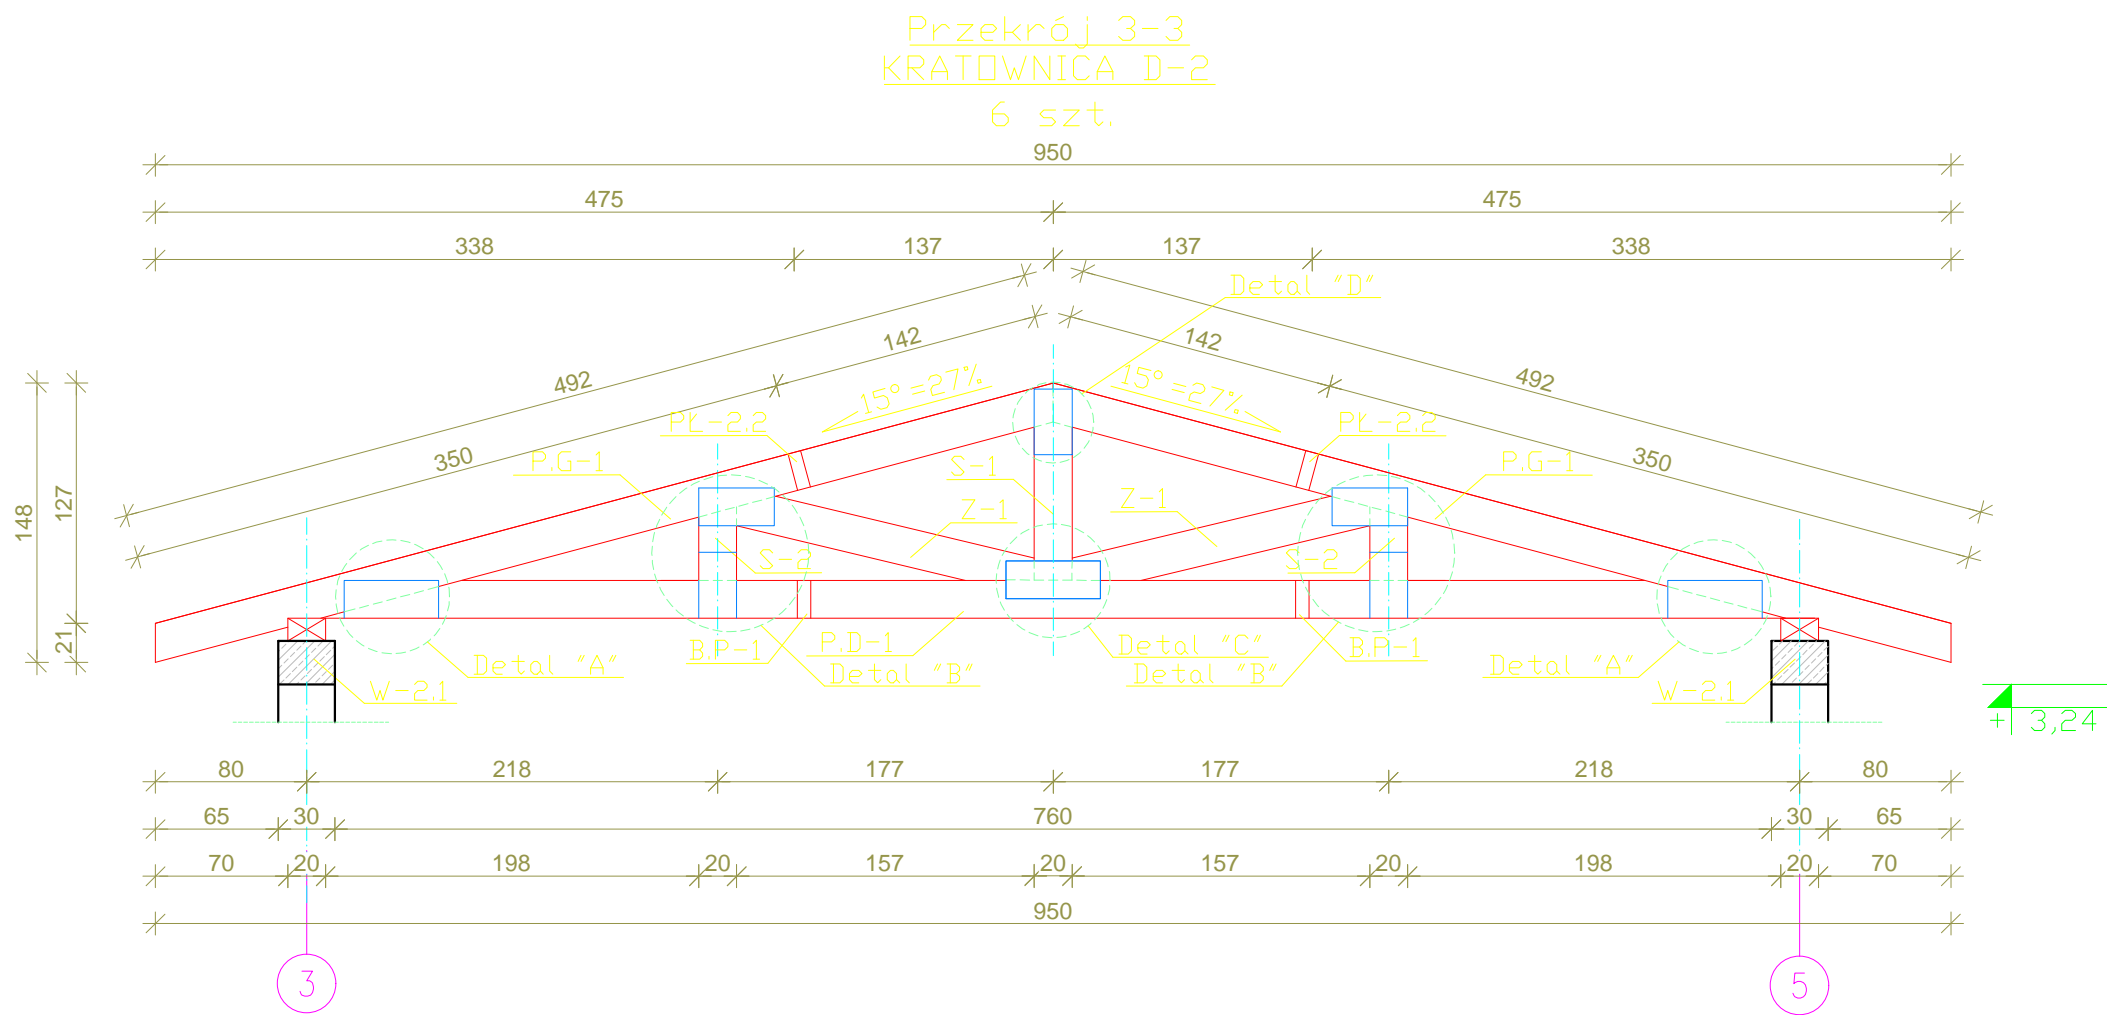 Przekrój 3-3
KRATOWNICA D-2
6 szt.
950
475 475
338 137 137 338
Detal "D"
142 142
492 492
15°=27% 15°=27%
PŁ-2.2 PŁ-2.2
350 350
P.G-1 S-1 Z-1 Z-1 P.G-1
148 127 21
S-2 S-2
B.P-1 P.D-1 Detal "C" B.P-1
Detal "A" Detal "B" Detal "B" Detal "A"
W-2.1 W-2.1
+ 3,24
80 218 177 177 218 80
65 30 760 30 65
70 20 198 20 157 20 157 20 198 20 70
950
3 5